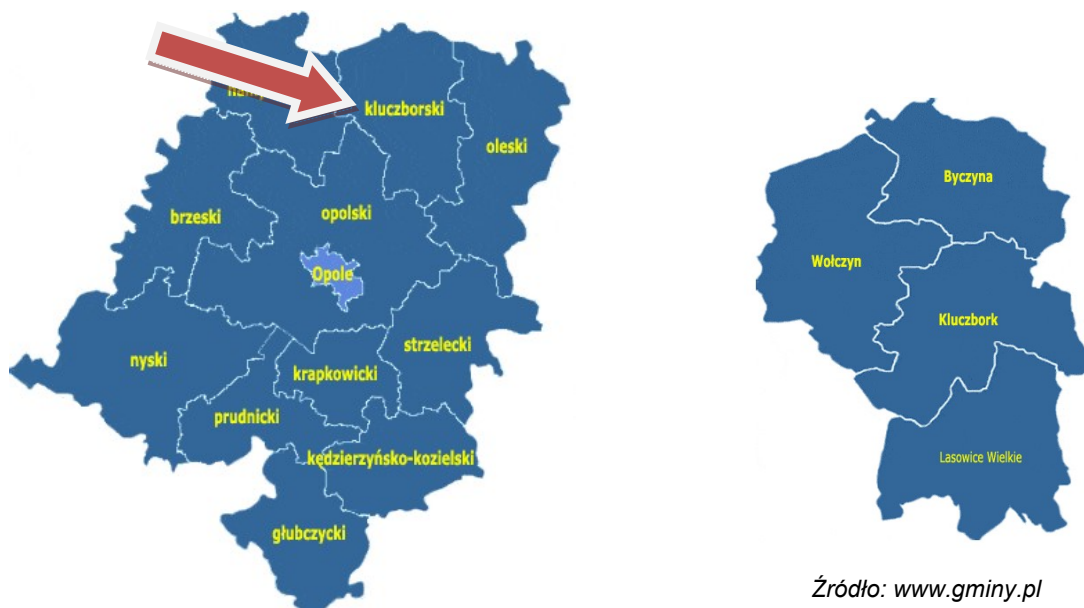 kluczborski
oleski
brzeski
opolski
Opole
nyski
strzelecki
krapkowicki
prudnicki
kędzierzyńsko-kozielski
głubczycki
Byczyna
Wołczyn
Kluczbork
Lasowice Wielkie
Źródło: www.gminy.pl